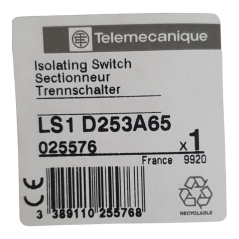 Telemecanique
Isolating Switch
Sectionneur
Trennschalter
LS1 D253A65
025576 x1
France 9920
CE
3 389110 255768
RECYCLABLE